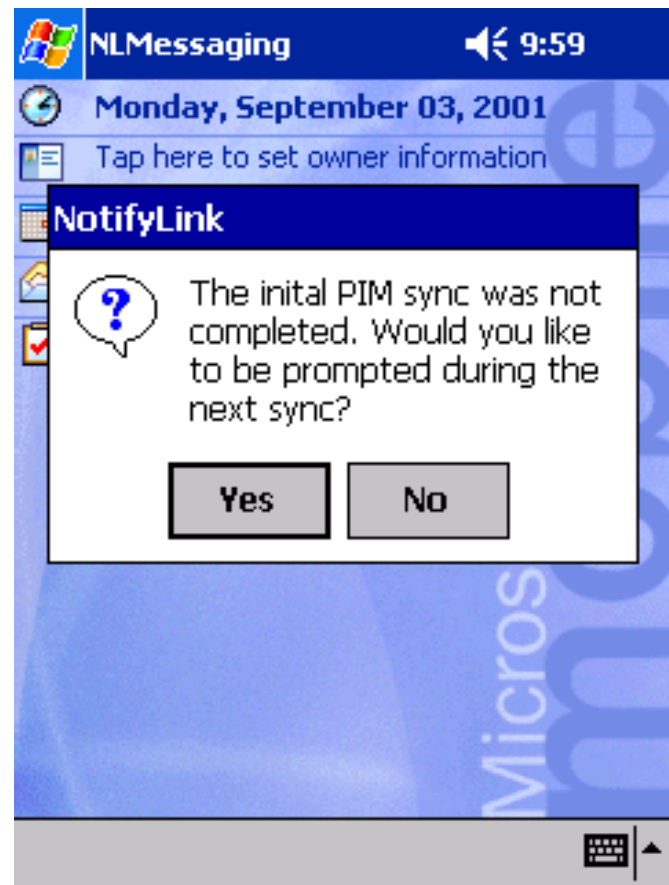 NLMessaging 9:59
Monday, September 03, 2001
Tap here to set owner information
NotifyLink
?
The inital PIM sync was not
completed. Would you like
to be prompted during the
next sync?
Yes No
Micros